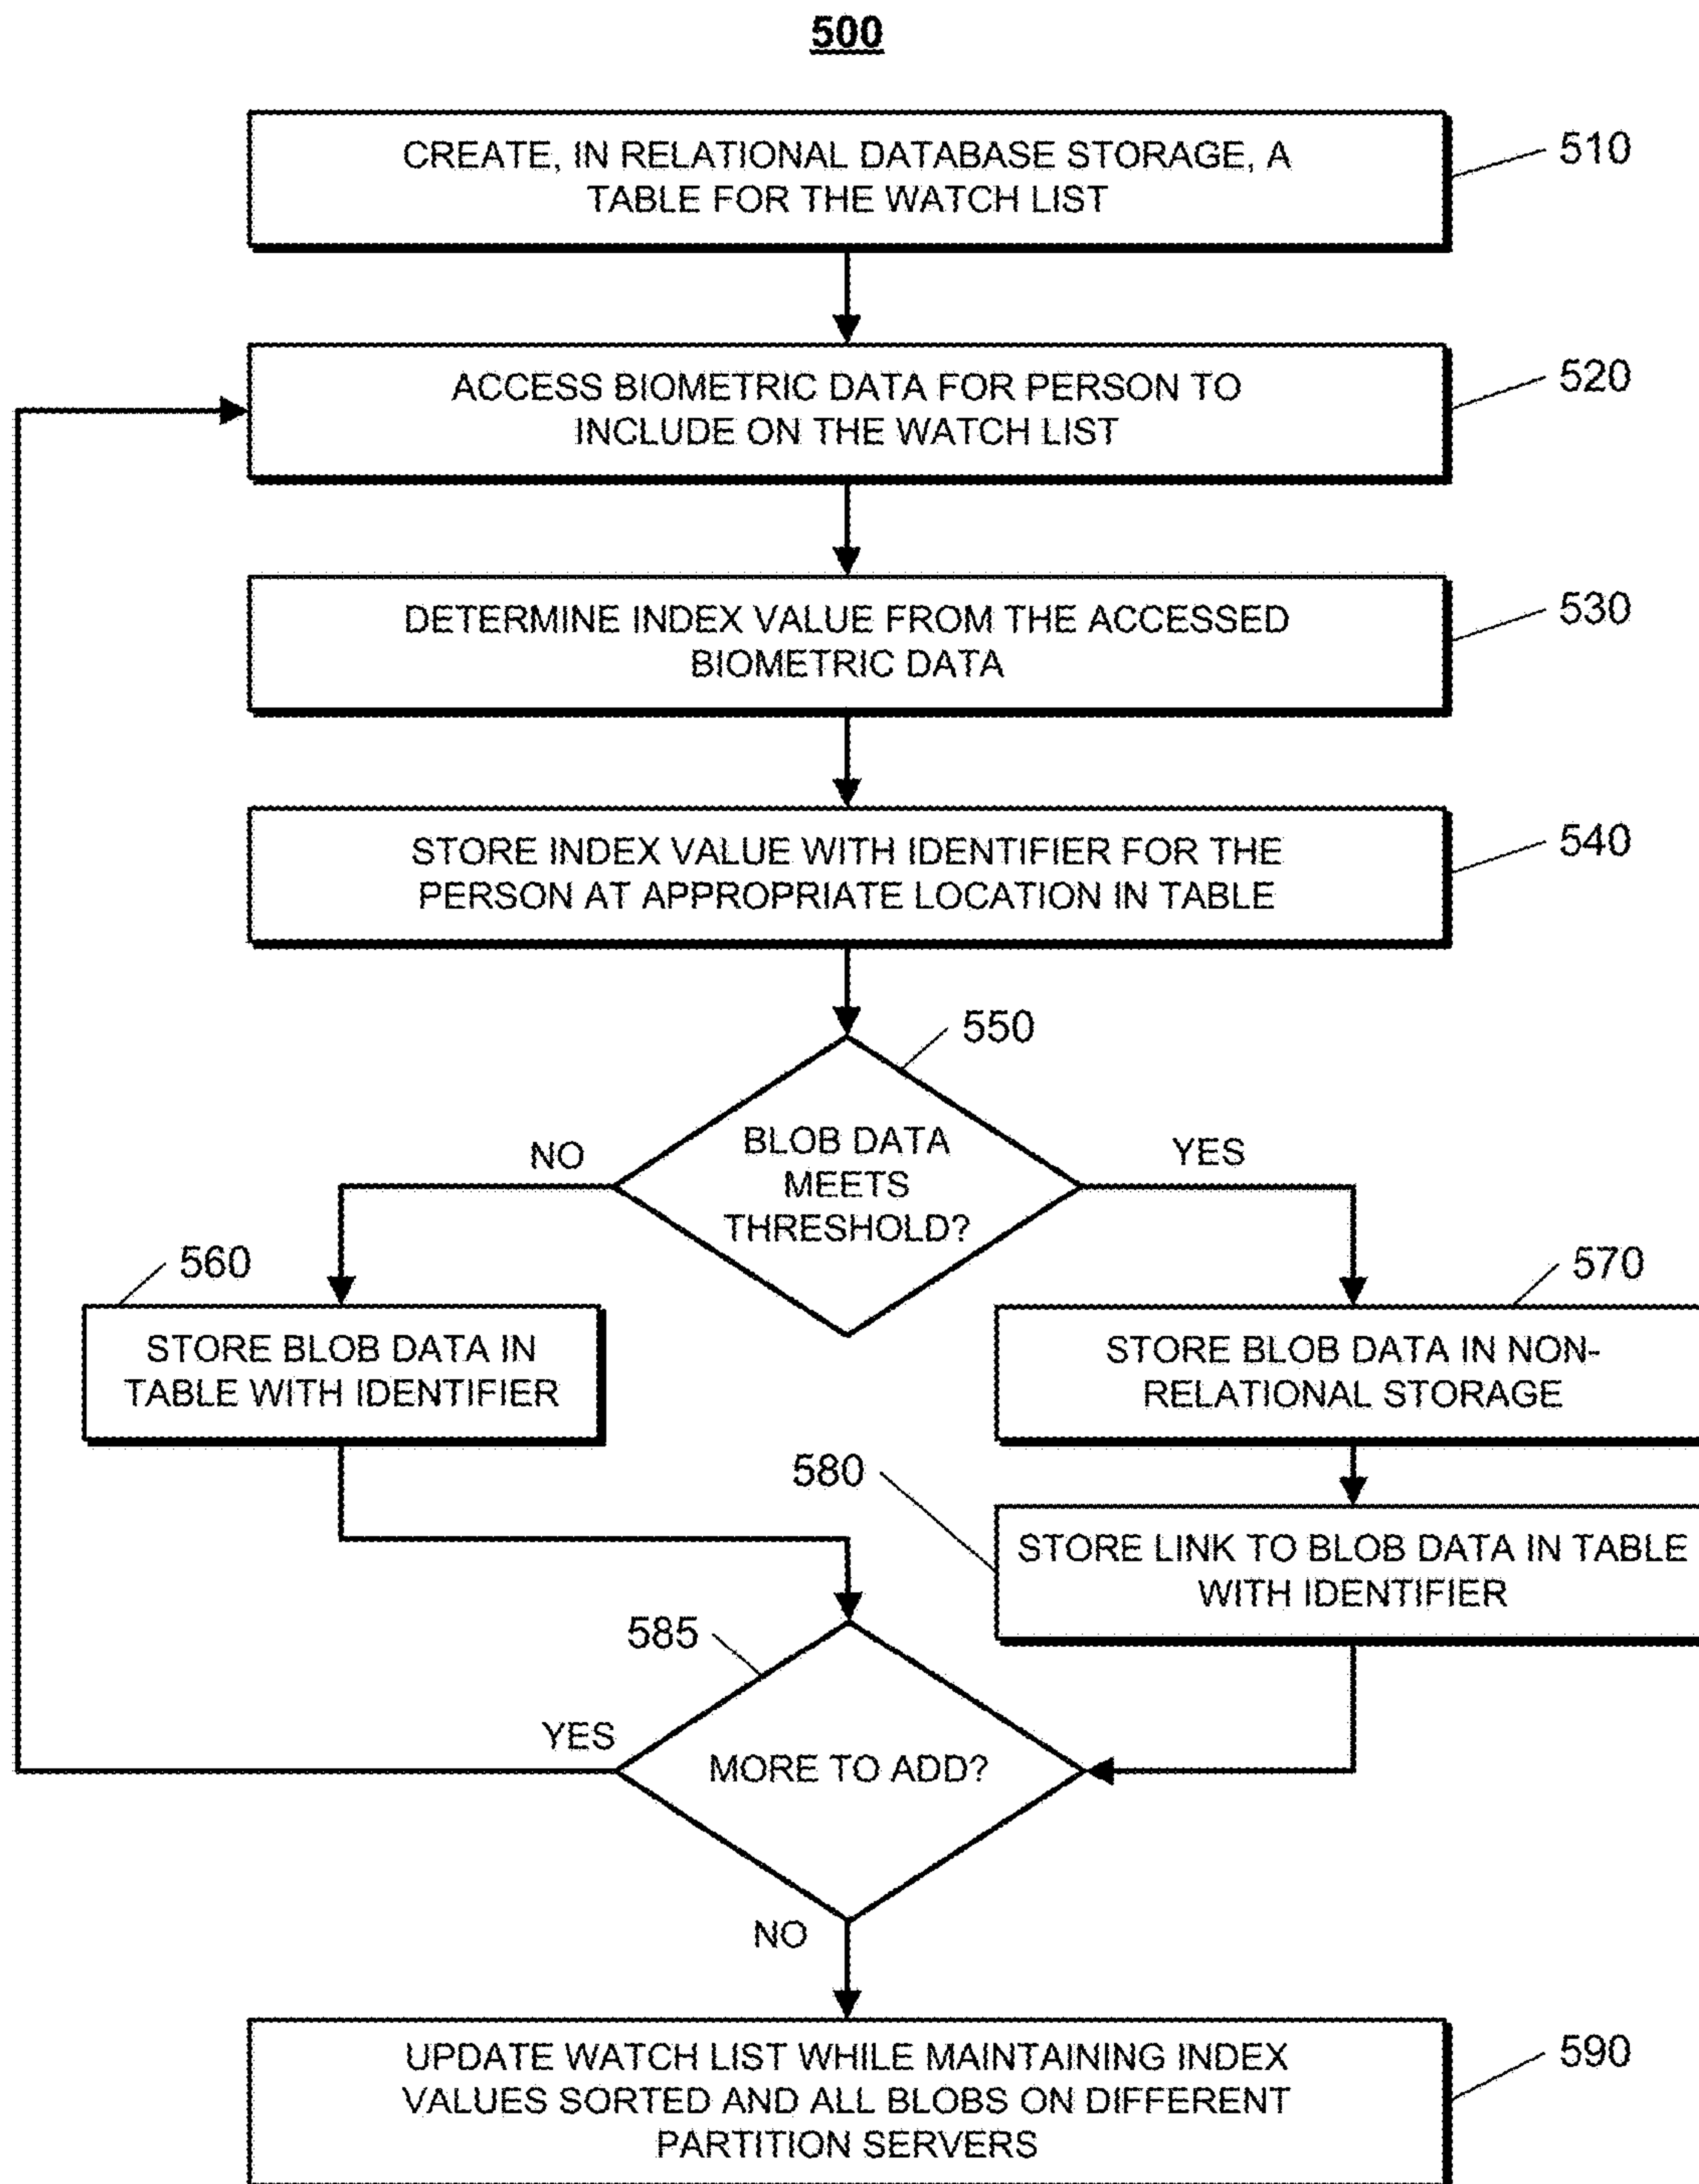 500
CREATE, IN RELATIONAL DATABASE STORAGE, A
TABLE FOR THE WATCH LIST
510
ACCESS BIOMETRIC DATA FOR PERSON TO
INCLUDE ON THE WATCH LIST
520
DETERMINE INDEX VALUE FROM THE ACCESSED
BIOMETRIC DATA
530
STORE INDEX VALUE WITH IDENTIFIER FOR THE
PERSON AT APPROPRIATE LOCATION IN TABLE
540
550
BLOB DATA
MEETS
THRESHOLD?
NO
YES
560
STORE BLOB DATA IN
TABLE WITH IDENTIFIER
570
STORE BLOB DATA IN NON-
RELATIONAL STORAGE
580
STORE LINK TO BLOB DATA IN TABLE
WITH IDENTIFIER
585
YES
MORE TO ADD?
NO
UPDATE WATCH LIST WHILE MAINTAINING INDEX
VALUES SORTED AND ALL BLOBS ON DIFFERENT
PARTITION SERVERS
590